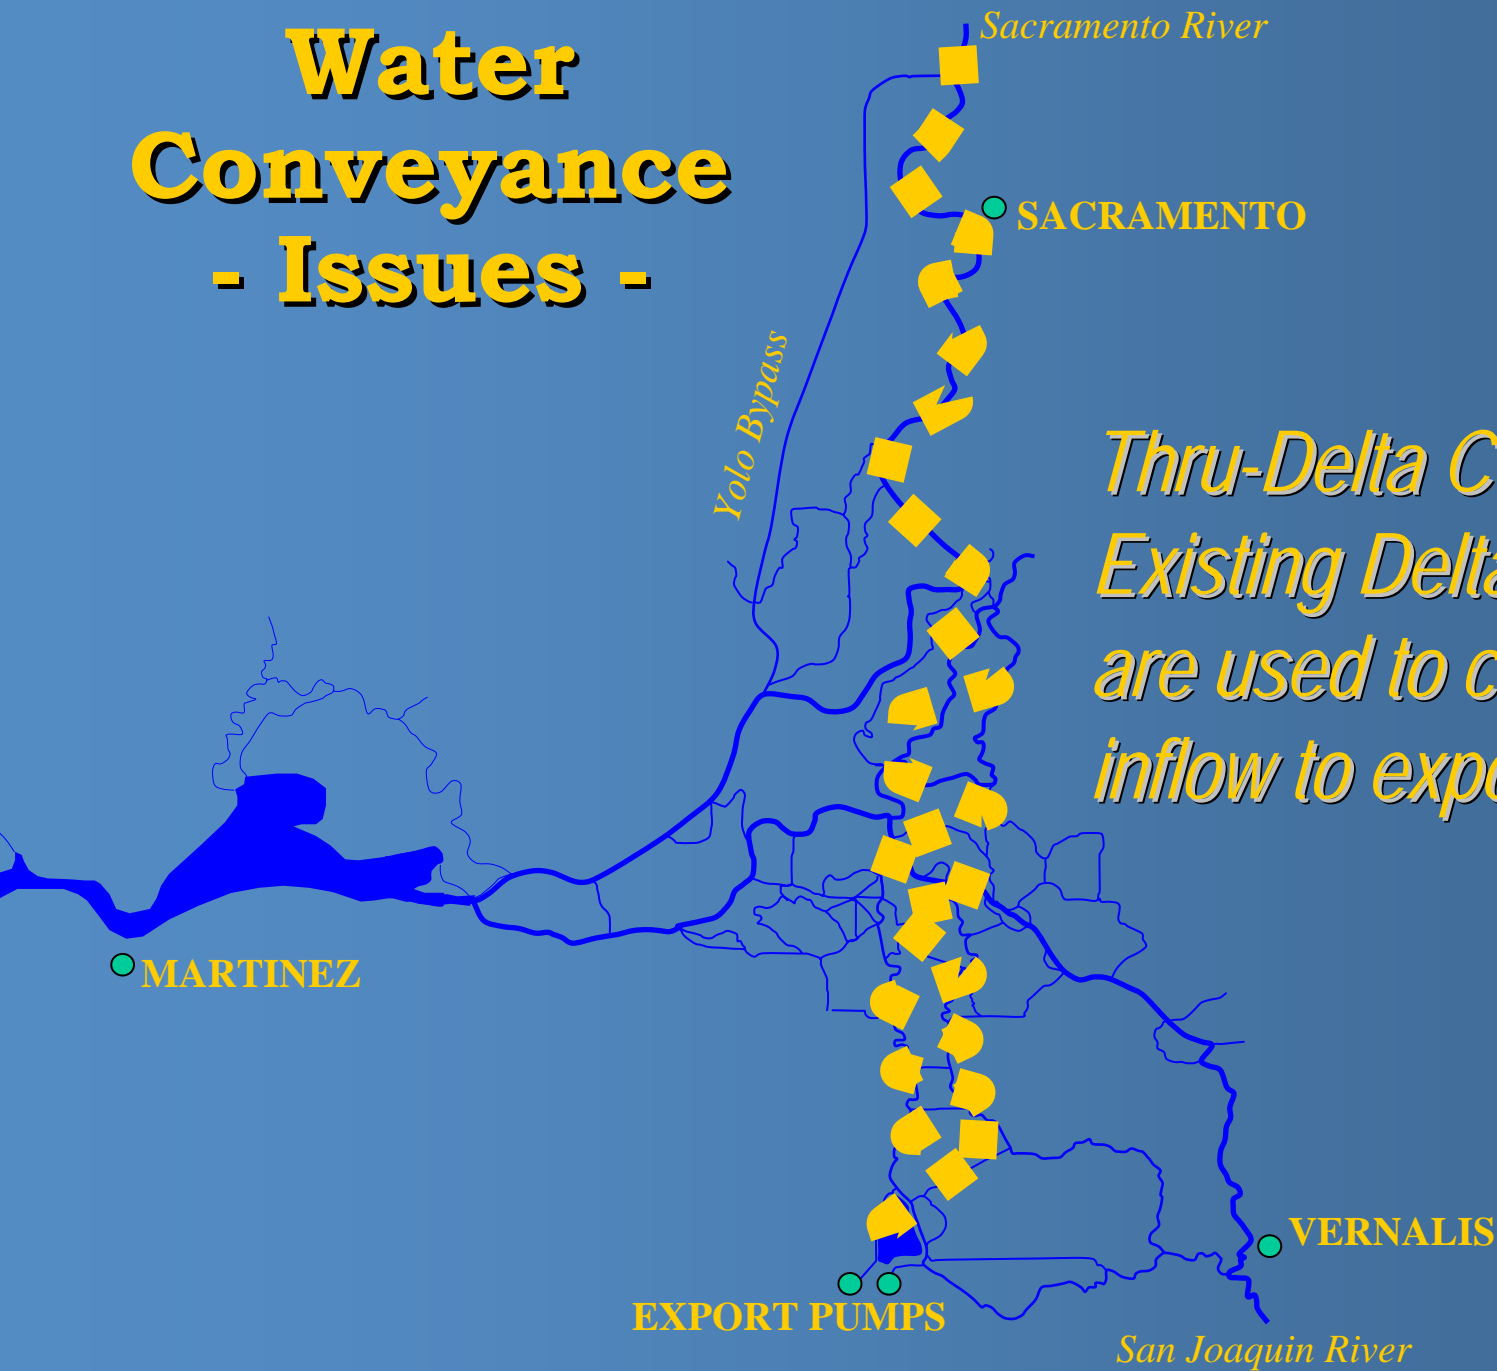 Water
Conveyance
- Issues -
Sacramento River
SACRAMENTO
Yolo Bypass
Thru-Delta
Existing
are used to
inflow to
MARTINEZ
VERNALIS
EXPORT PUMPS
San Joaquin River